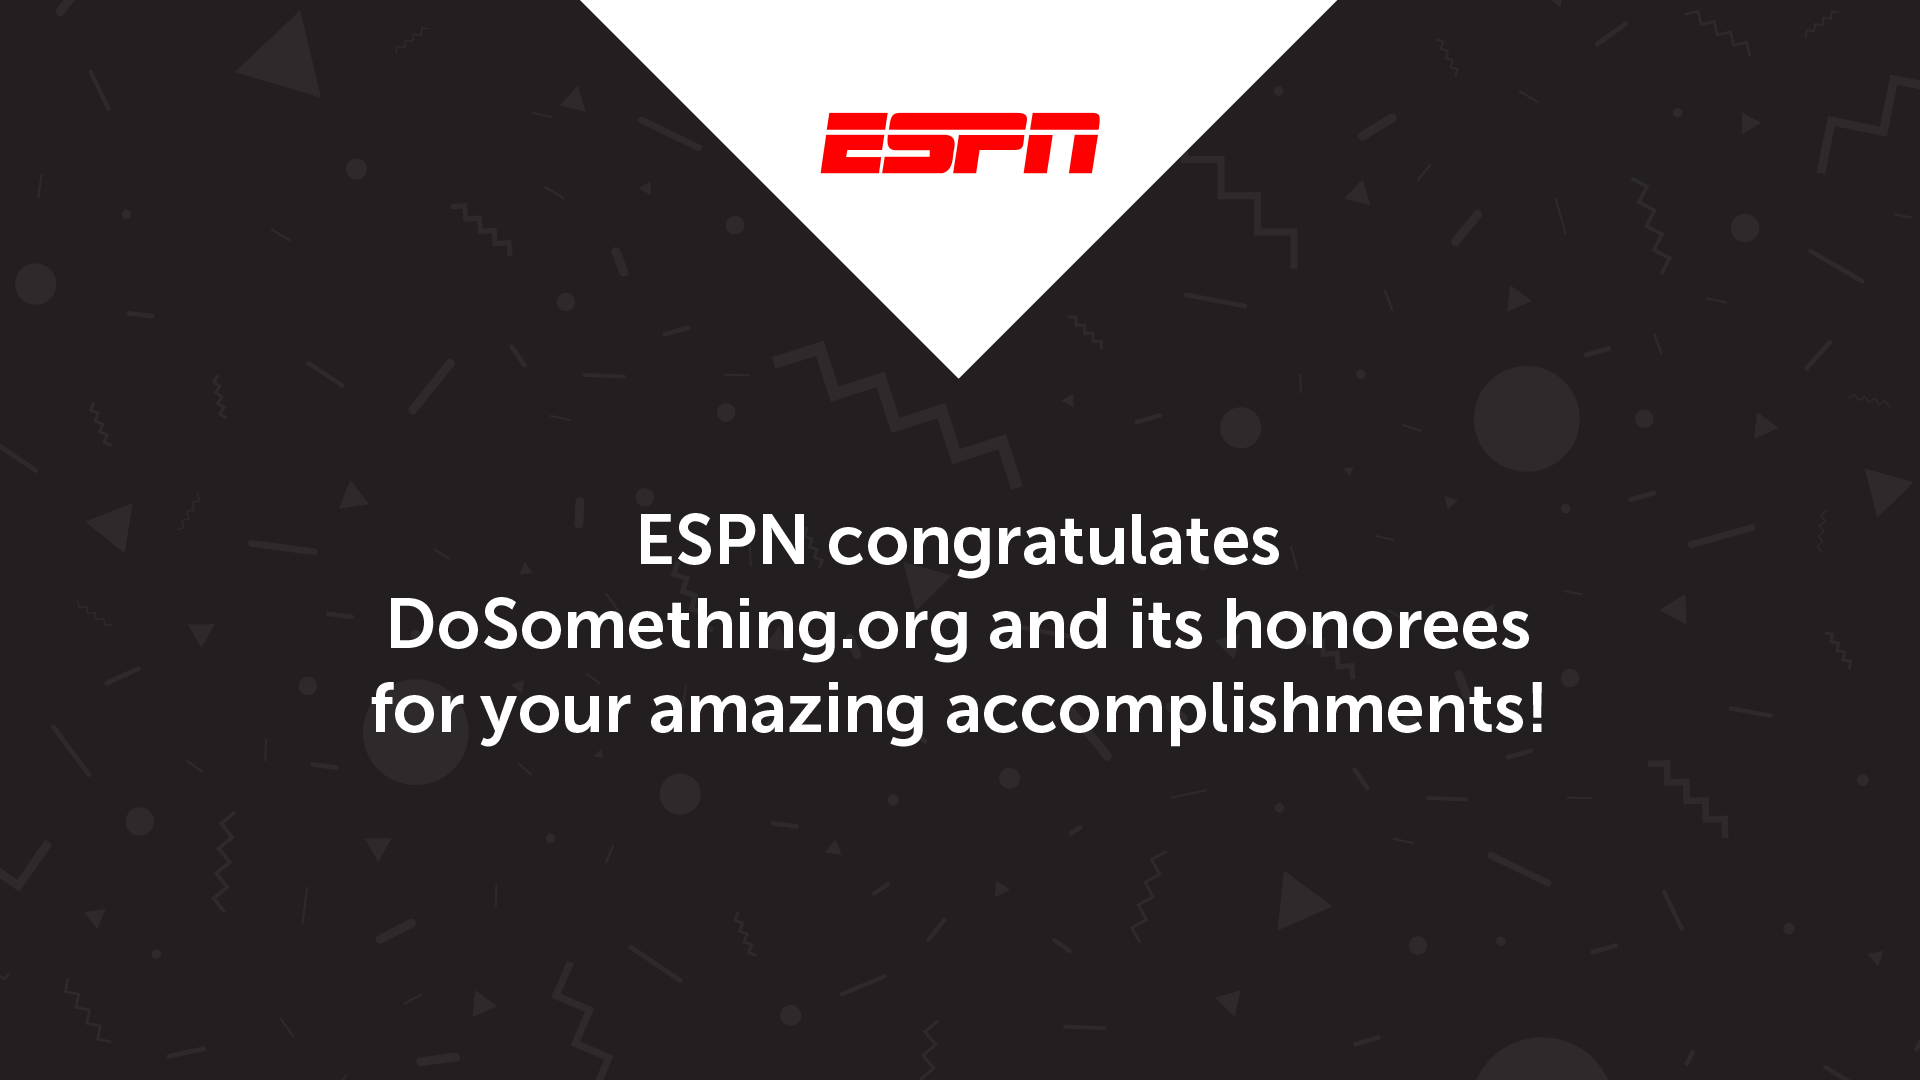 ESPN
ESPN congratulates
DoSomething.org and its honorees
for your amazing accomplishments!